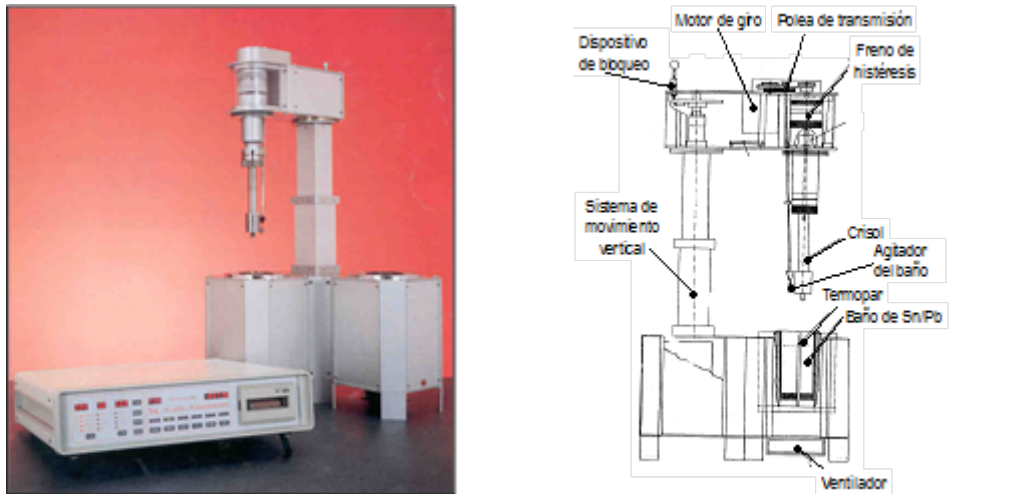 Motor de giro
Polea de transmisión
Dispositivo
de bloqueo
Freno de
histéresis
Sistema de
movimiento
vertical
Crisol
Agitador
del baño
Termopar
Baño de Sn/Pb
Ventilador